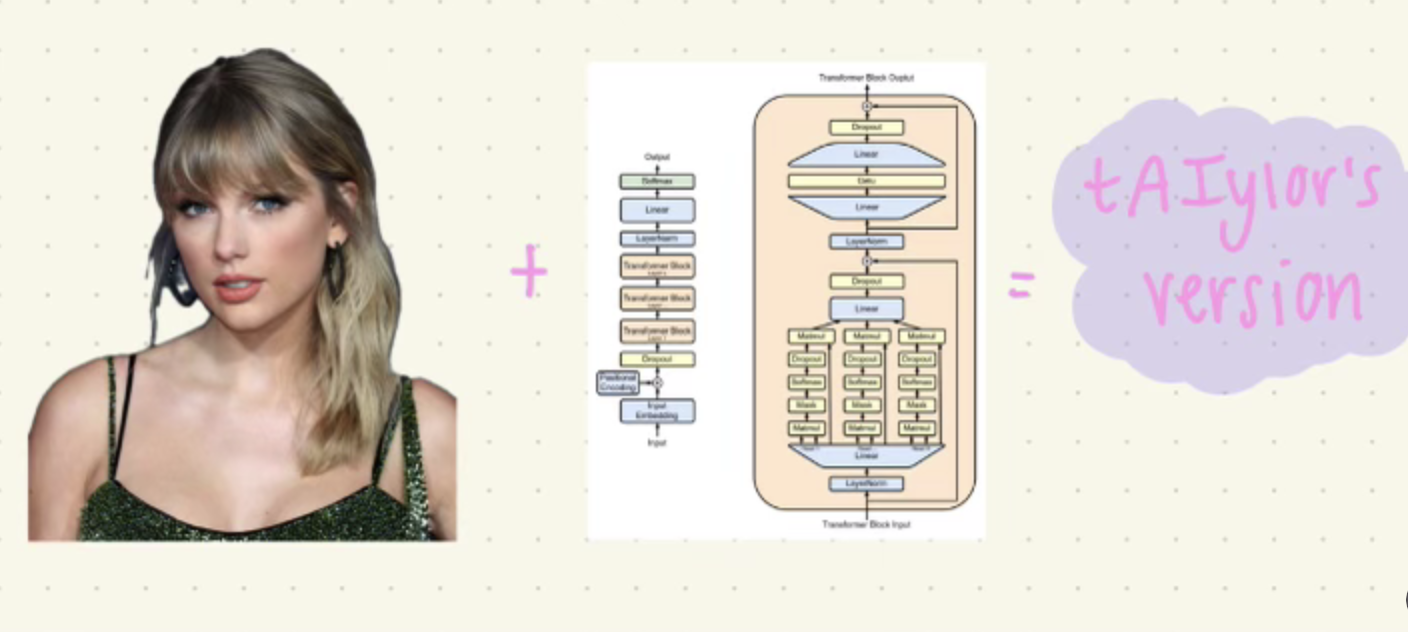 +
Output
Softmax
Linear
LayerNorm
Transformer Block
Transformer Block
Transformer Block
Dropout
Positional
Encoding
+
Input
Embedding
Input
Transformer Block Output
+
Dropout
Linear
GeLU
Linear
LayerNorm
+
Dropout
Linear
Matmul Matmul Matmul
Dropout Dropout Dropout
Softmax Softmax Softmax
Mask Mask Mask
Matmul Matmul Matmul
Linear
LayerNorm
Transformer Block Input
=
tAIylor's
version